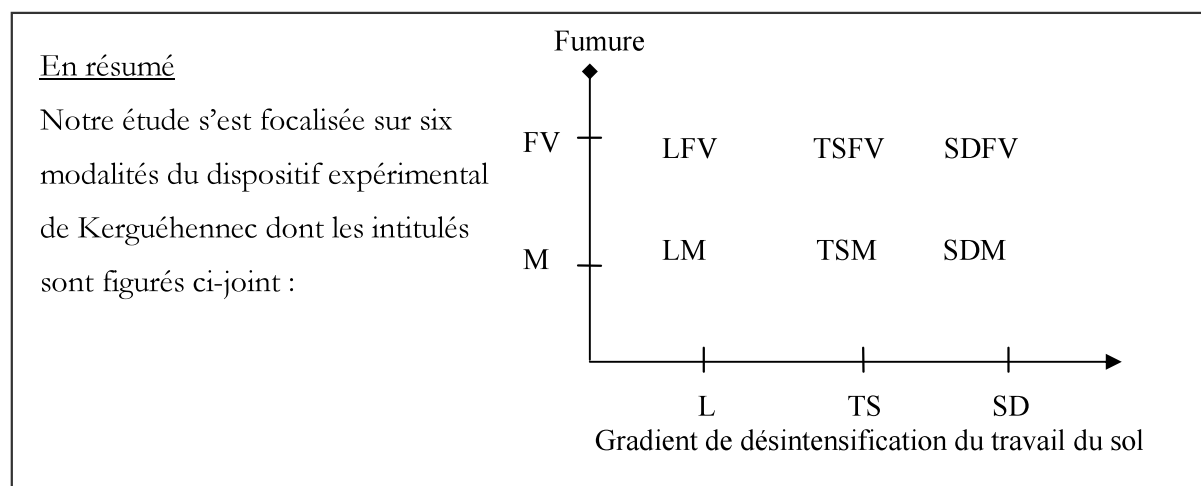 En résumé
Notre étude s'est focalisée sur six
modalités du dispositif expérimental
de Kerguéhennec dont les intitulés
sont figurés ci-joint :
Fumure
FV LFV TSFV SDFV
M LM TSM SDM
L TS SD
Gradient de désintensification du travail du sol